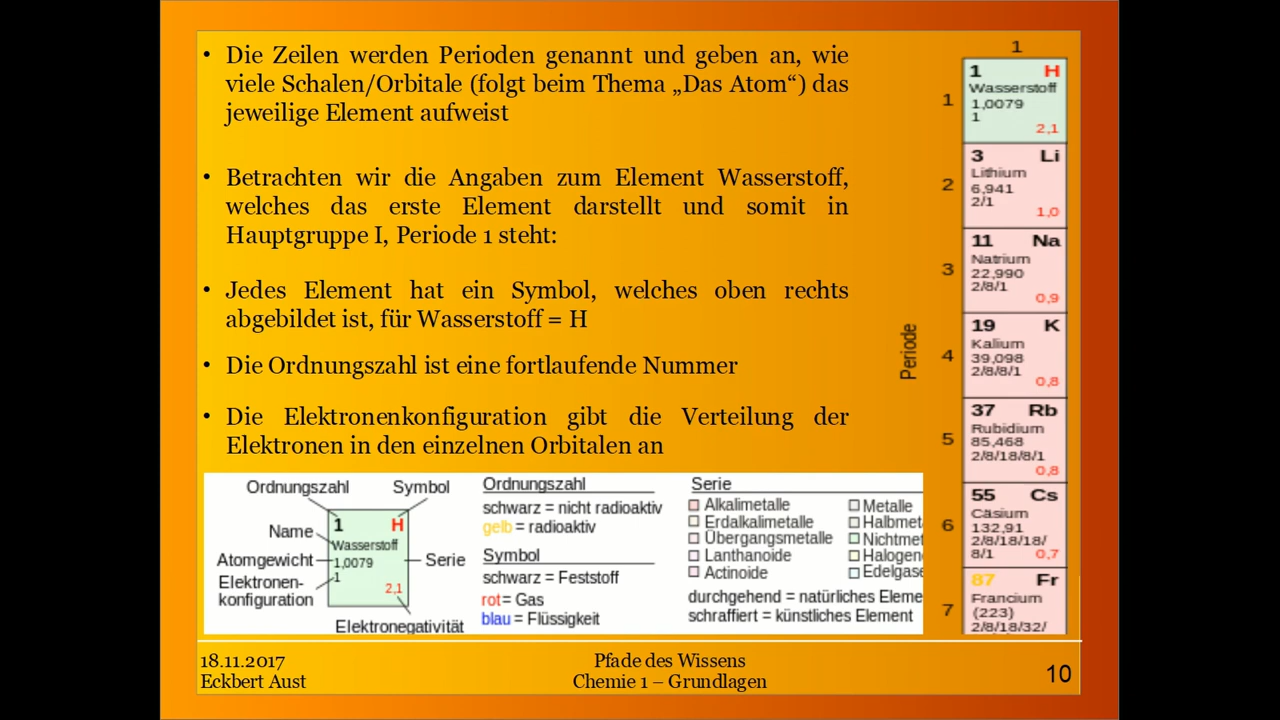 • Die Zeilen werden Perioden genannt und geben an, wie
viele Schalen/Orbitale (folgt beim Thema „Das Atom“) das
jeweilige Element aufweist
• Betrachten wir die Angaben zum Element Wasserstoff,
welches das erste Element darstellt und somit in
Hauptgruppe I, Periode 1 steht:
• Jedes Element hat ein Symbol, welches oben rechts
abgebildet ist, für Wasserstoff = H
• Die Ordnungszahl ist eine fortlaufende Nummer
• Die Elektronenkonfiguration gibt die Verteilung der
Elektronen in den einzelnen Orbitalen an
Ordnungszahl Symbol
Name
Atomgewicht
Elektronen-
konfiguration
1 H
Wasserstoff
1,0079
1
2,1
Serie
Elektronegativität
Ordnungszahl
schwarz = nicht radioaktiv
gelb = radioaktiv
Symbol
schwarz = Feststoff
rot= Gas
blau = Flüssigkeit
Serie
Alkalimetalle
Erdalkalimetalle
Übergangsmetalle
Lanthanoide
Actinoide
Metalle
Halbmet
Nichtmet
Halogen
Edelgase
durchgehend = natürliches Eleme
schraffiert = künstliches Element
Periode
1
1
1 H
Wasserstoff
1,0079
1
2,1
2
3 Li
Lithium
6,941
2/1
1,0
3
11 Na
Natrium
22,990
2/8/1
0,9
4
19 K
Kalium
39,098
2/8/8/1
0,8
5
37 Rb
Rubidium
85,468
2/8/18/8/1
0,8
6
55 Cs
Cäsium
132,91
2/8/18/18/
8/1 0,7
7
87 Fr
Francium
(223)
2/8/18/32/
18.11.2017
Eckbert Aust
Pfade des Wissens
Chemie 1 – Grundlagen
10